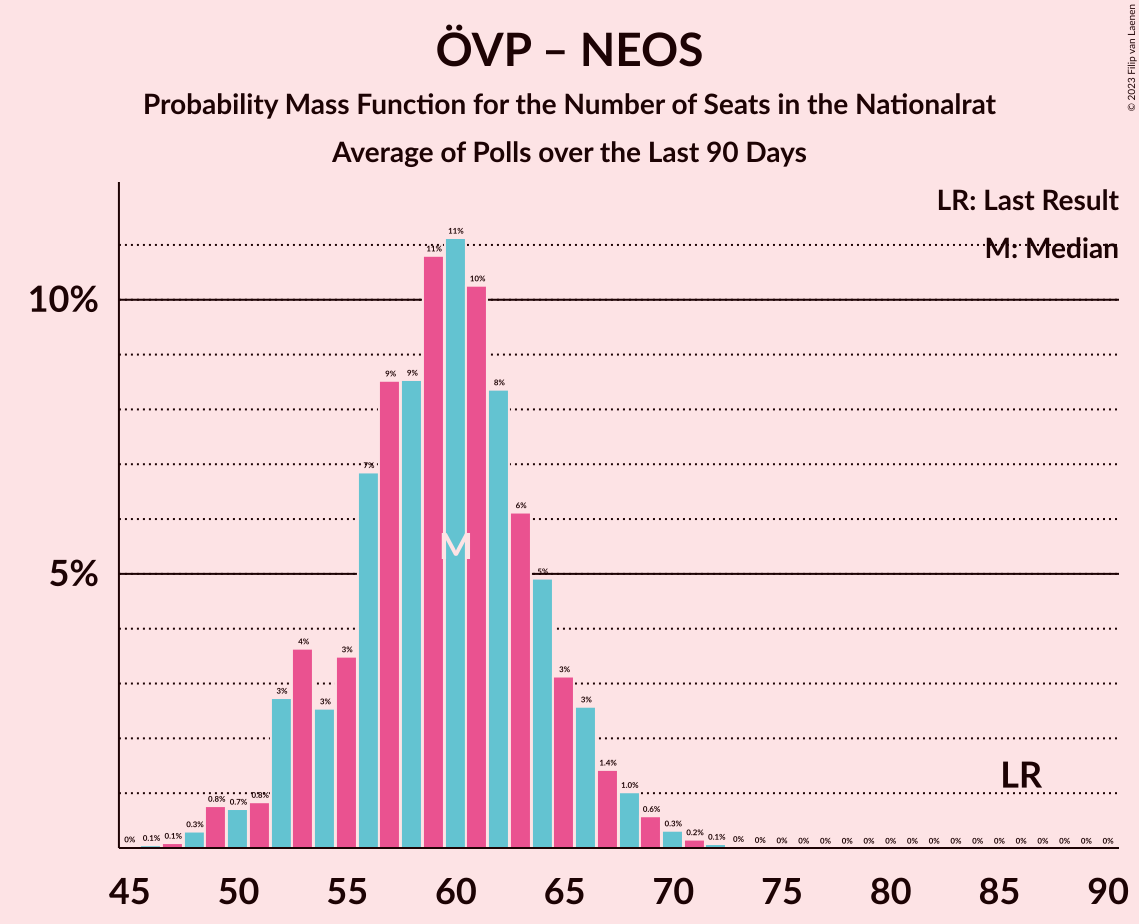 ÖVP – NEOS
Probability Mass Function for the Number of Seats in the Nationalrat
Average of Polls over the Last 90 Days
© 2023 Filip van Laenen
LR: Last Result
M: Median
10%
5%
0% 0.1% 0.1% 0.3% 0.8% 0.7% 0.8% 3% 4% 3% 3% 7% 9% 9% 11% 11% 10% 8% 6% 5% 3% 3% 1.4% 1.0% 0.6% 0.3% 0.2% 0.1% 0% 0% 0% 0% 0% 0% 0% 0% 0% 0% 0% 0% 0% 0% 0% 0% 0% 0%
M
LR
45 50 55 60 65 70 75 80 85 90